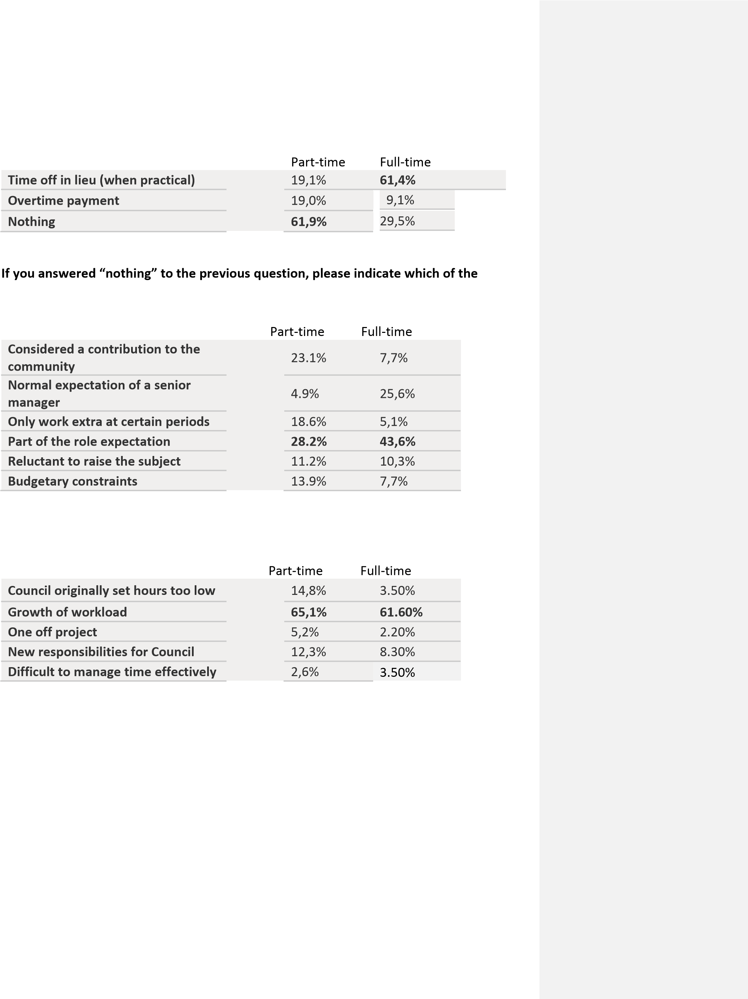 Part-time Full-time
Time off in lieu (when practical) 19,1% 61,4%
Overtime payment 19,0% 9,1%
Nothing 61,9% 29,5%
If you answered “nothing” to the previous question, please indicate which of the
Part-time Full-time
Considered a contribution to the
community 23.1% 7,7%
Normal expectation of a senior
manager 4.9% 25,6%
Only work extra at certain periods 18.6% 5,1%
Part of the role expectation 28.2% 43,6%
Reluctant to raise the subject 11.2% 10,3%
Budgetary constraints 13.9% 7,7%
Part-time Full-time
Council originally set hours too low 14,8% 3.50%
Growth of workload 65,1% 61.60%
One off project 5,2% 2.20%
New responsibilities for Council 12,3% 8.30%
Difficult to manage time effectively 2,6% 3.50%